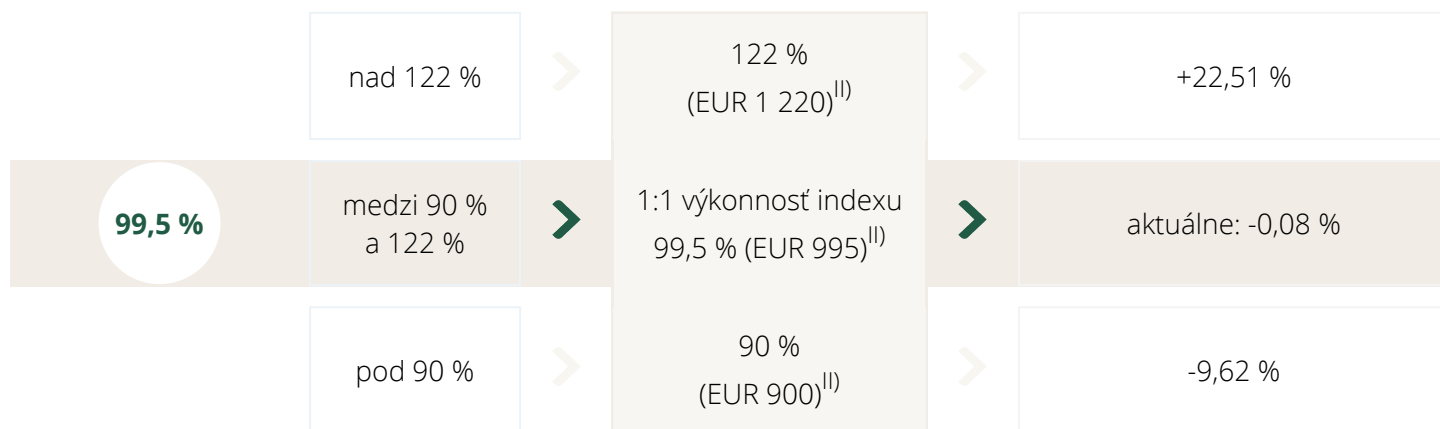 nad 122 %
122 %
(EUR 1 220)II)
+22,51 %
99,5 %
medzi 90 %
a 122 %
1:1 výkonnosť indexu
99,5 % (EUR 995)II)
aktuálne: -0,08 %
pod 90 %
90 %
(EUR 900)II)
-9,62 %